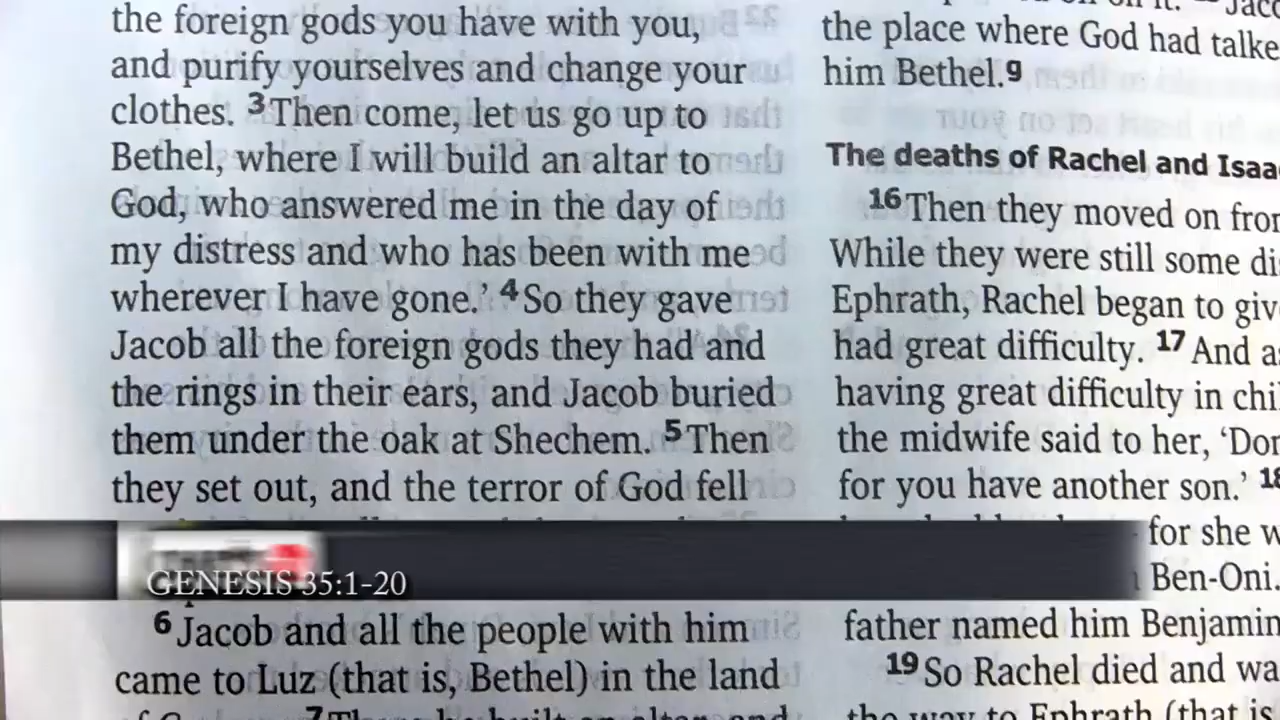 the foreign gods you have with you,
and purify yourselves and change your
clothes. 3 Then come, let us go up to
Bethel, where I will build an altar to
God, who answered me in the day of
my distress and who has been with me
wherever I have gone.’ 4 So they gave
Jacob all the foreign gods they had and
the rings in their ears, and Jacob buried
them under the oak at Shechem. 5 Then
they set out, and the terror of God fell
6 Jacob and all the people with him
came to Luz (that is, Bethel) in the land
7
the place where God had talke
him Bethel.9
The deaths of Rachel and Isaa
16 Then they moved on from
While they were still some di
Ephrath, Rachel began to giv
had great difficulty. 17 And a
having great difficulty in chi
the midwife said to her, ‘Don
for you have another son.’ 18
for she w
Ben-Oni.
father named him Benjamin
19 So Rachel died and wa
the way to Ephrath (that is
GENESIS 35:1-20